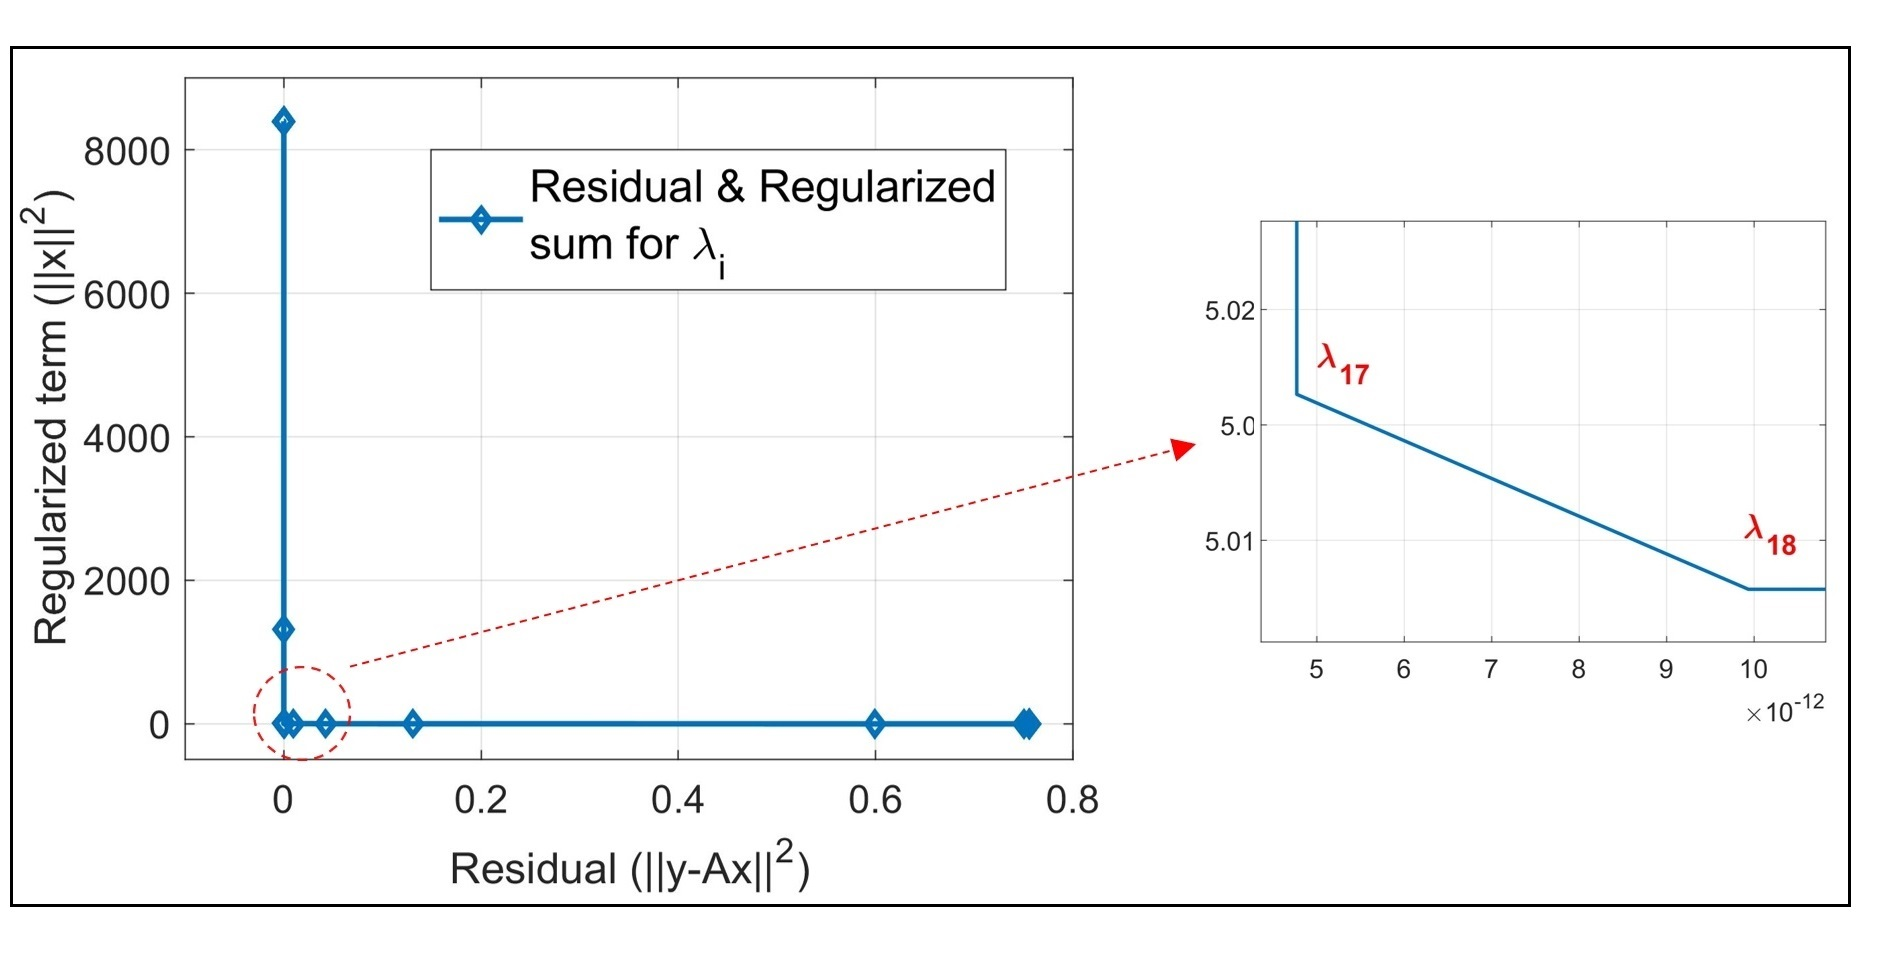 8000
6000
4000
2000
0
Regularized term (||x||²)
Residual & Regularized
sum for λi
0 0.2 0.4 0.6 0.8
Residual (||y-Ax||²)
5.02
5.0
5.01
λ17
λ18
5 6 7 8 9 10
×10⁻¹²